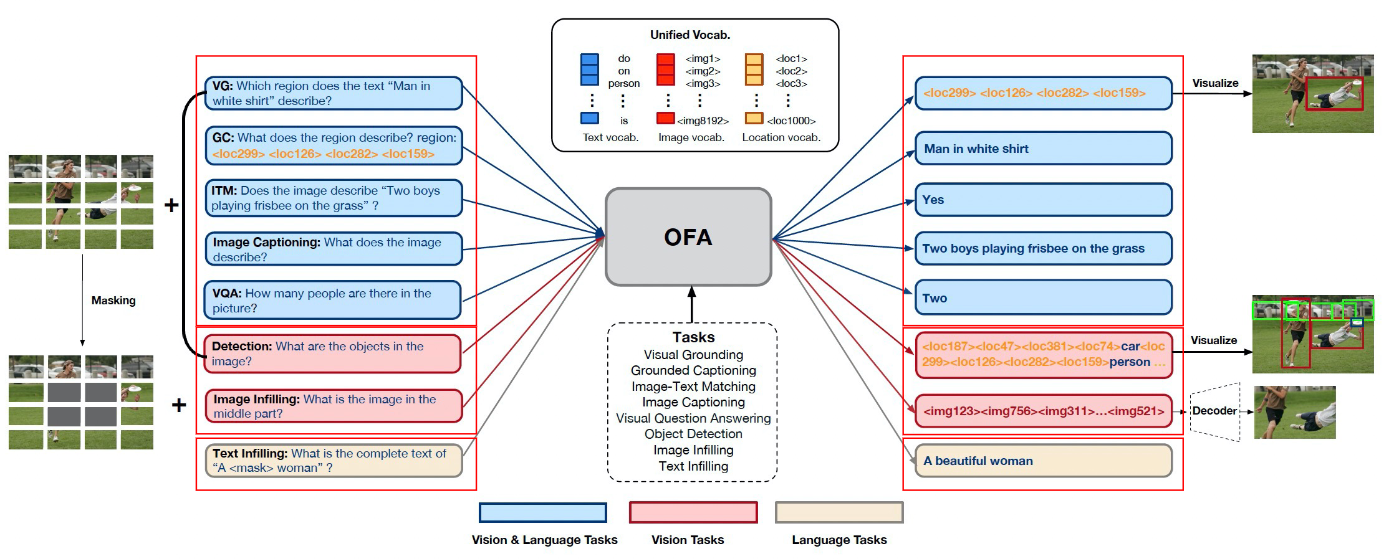 Unified Vocab.
do
on
person
is
Text vocab.
<img1>
<img2>
<img3>
<img8192>
Image vocab.
<loc1>
<loc2>
<loc3>
<loc1000>
Location vocab.
Masking
+
+
VG: Which region does the text “Man in
white shirt” describe?
GC: What does the region describe? region:
<loc299> <loc126> <loc282> <loc159>
ITM: Does the image describe “Two boys
playing frisbee on the grass” ?
Image Captioning: What does the image
describe?
VQA: How many people are there in the
picture?
Detection: What are the objects in the
image?
Image Infilling: What is the image in the
middle part?
Text Infilling: What is the complete text of
“A <mask> woman” ?
OFA
Tasks
Visual Grounding
Grounded Captioning
Image-Text Matching
Image Captioning
Visual Question Answering
Object Detection
Image Infilling
Text Infilling
<loc299> <loc126> <loc282> <loc159>
Man in white shirt
Yes
Two boys playing frisbee on the grass
Two
<loc187><loc47><loc381><loc74>car<loc
299><loc126><loc282><loc159>person ...
<img123><img756><img311>...<img521>
A beautiful woman
Visualize
Visualize
Decoder
Vision & Language Tasks
Vision Tasks
Language Tasks